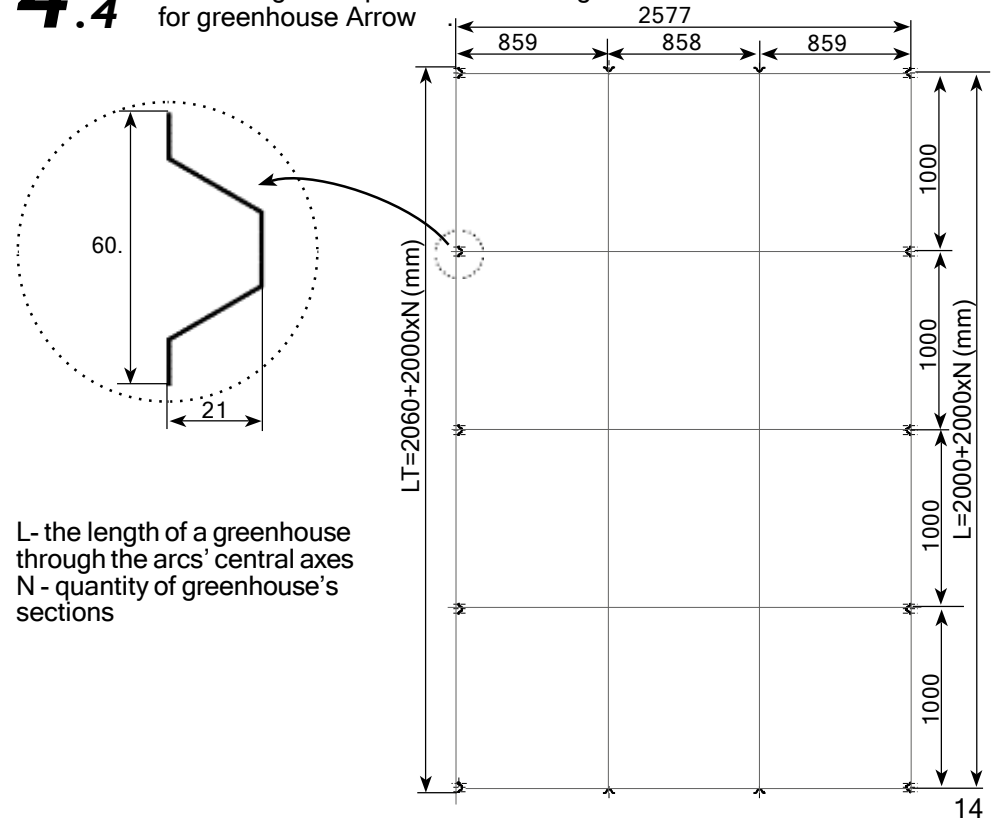 4.4
for greenhouse Arrow
2577
859
858
859
1000
60.
LT=2060+2000xN (mm)
21
1000
L=2000+2000xN (mm)
1000
1000
L- the length of a greenhouse
through the arcs’ central axes
N - quantity of greenhouse’s
sections
14